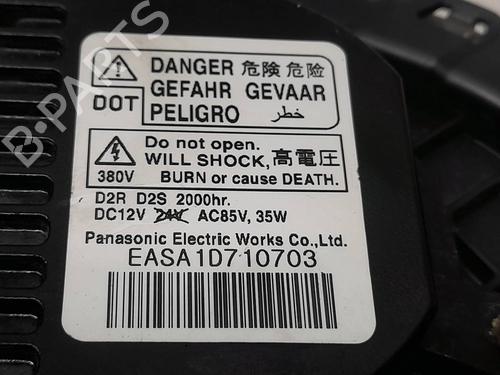 DANGER 危険 危险
GEFAHR GEVAAR
DOT
PELIGRO خطر
Do not open.
WILL SHOCK, 高電圧
380V
BURN or cause DEATH.
D2R D2S 2000hr.
DC12V 24V AC85V, 35W
Panasonic Electric Works Co.,Ltd.
EASA1D710703
B-PARTS